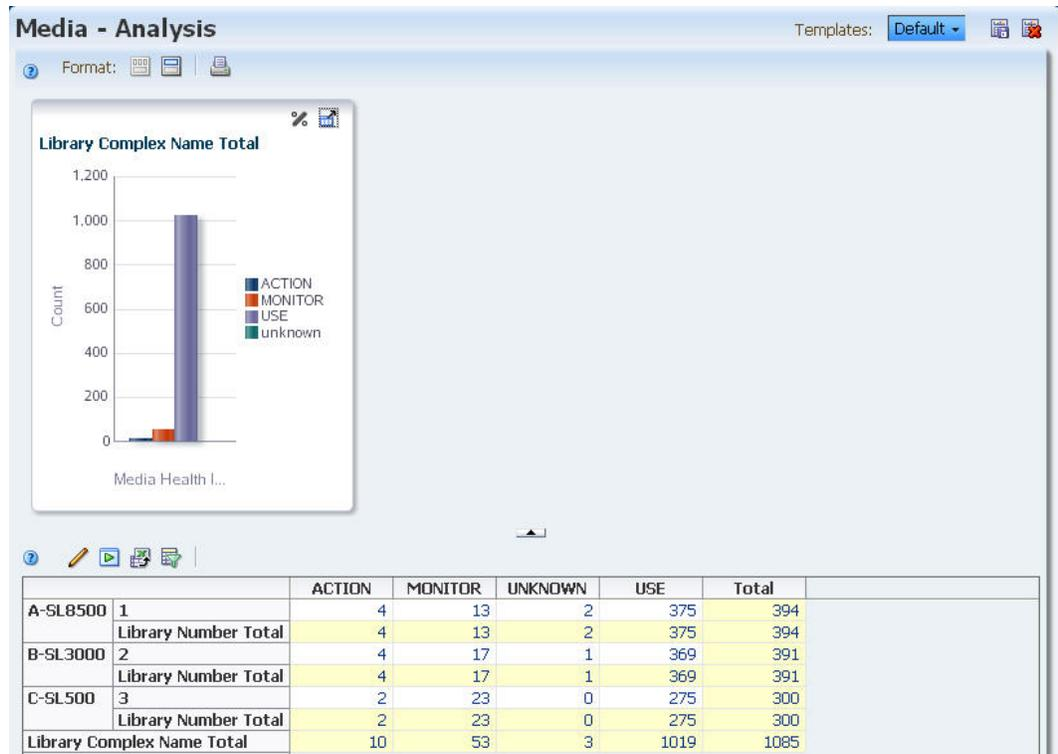 Media - Analysis
Templates: Default
Format:
Library Complex Name Total
1,200
1,000
800
600
400
200
0
Count
ACTION
MONITOR
USE
unknown
Media Health I...
ACTION MONITOR UNKNOWN USE Total
A-SL8500 1 4 13 2 375 394
Library Number Total 4 13 2 375 394
B-SL3000 2 4 17 1 369 391
Library Number Total 4 17 1 369 391
C-SL500 3 2 23 0 275 300
Library Number Total 2 23 0 275 300
Library Complex Name Total 10 53 3 1019 1085